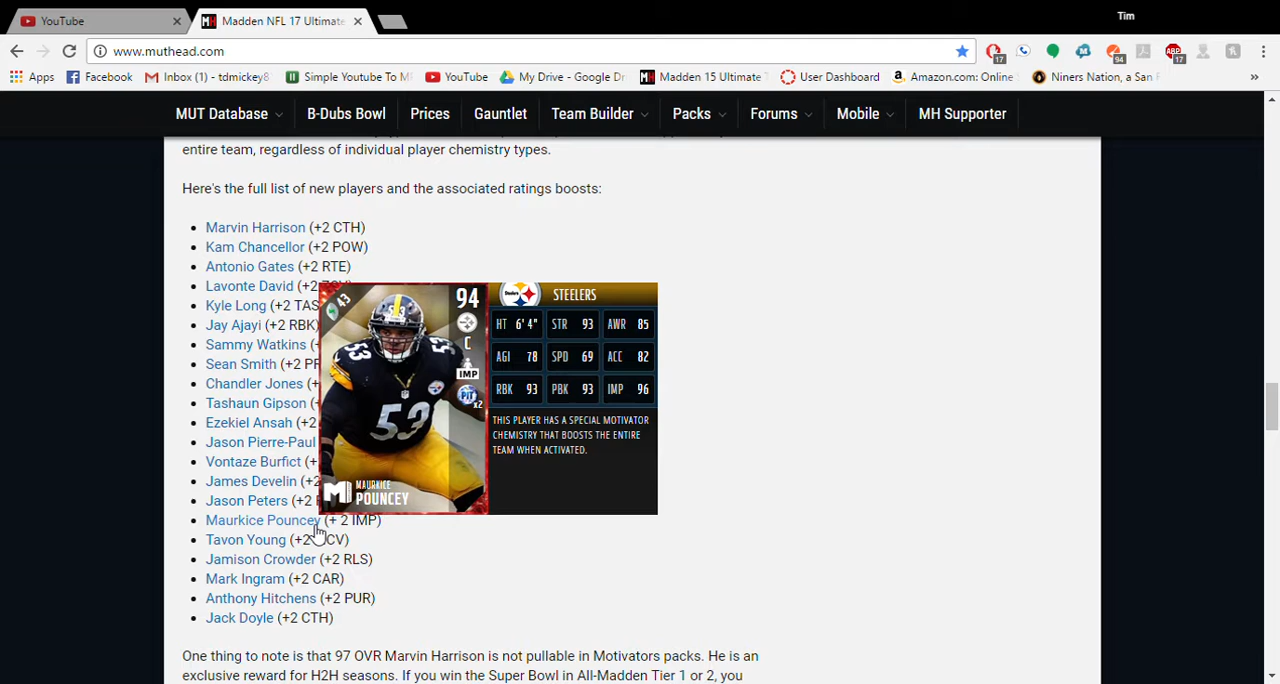 YouTube
Madden NFL 17 Ultimate
Tim
www.muthead.com
17
94
17
Apps
Facebook
Inbox (1) - tdmickey8
Simple Youtube To M
YouTube
My Drive - Google Dr
Madden 15 Ultimate
User Dashboard
Amazon.com: Online
Niners Nation, a San
»
MUT Database
B-Dubs Bowl
Prices
Gauntlet
Team Builder
Packs
Forums
Mobile
MH Supporter
entire team, regardless of individual player chemistry types.
Here's the full list of new players and the associated ratings boosts:
Marvin Harrison (+2 CTH)
Kam Chancellor (+2 POW)
Antonio Gates (+2 RTE)
Lavonte David (+2
Kyle Long (+2 TAS
Jay Ajayi (+2 RBK)
Sammy Watkins (
Sean Smith (+2 PR
Chandler Jones (+
Tashaun Gipson (+
Ezekiel Ansah (+2
Jason Pierre-Paul
Vontaze Burfict (+
James Develin (+2
Jason Peters (+2
Maurkice Pouncey (+ 2 IMP)
Tavon Young (+2 CV)
Jamison Crowder (+2 RLS)
Mark Ingram (+2 CAR)
Anthony Hitchens (+2 PUR)
Jack Doyle (+2 CTH)
43
94
C
IMP
PIT
x2
53
MAURKICE
POUNCEY
Steelers
STEELERS
HT 6' 4" STR 93 AWR 85
AGI 78 SPD 69 ACC 82
RBK 93 PBK 93 IMP 96
THIS PLAYER HAS A SPECIAL MOTIVATOR
CHEMISTRY THAT BOOSTS THE ENTIRE
TEAM WHEN ACTIVATED.
One thing to note is that 97 OVR Marvin Harrison is not pullable in Motivators packs. He is an
exclusive reward for H2H seasons. If you win the Super Bowl in All-Madden Tier 1 or 2, you